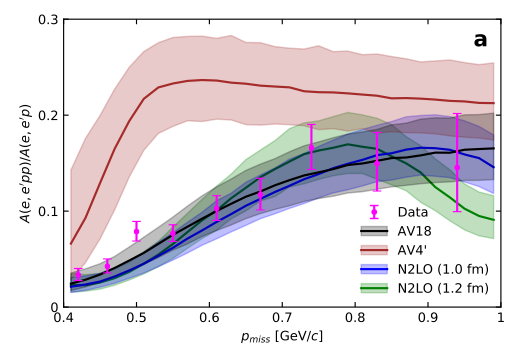 0.3
a
0.2
0.1
0
A(e, e'pp)/A(e, e'p)
Data
AV18
AV4'
N2LO (1.0 fm)
N2LO (1.2 fm)
0.4 0.5 0.6 0.7 0.8 0.9 1
p_miss [GeV/c]